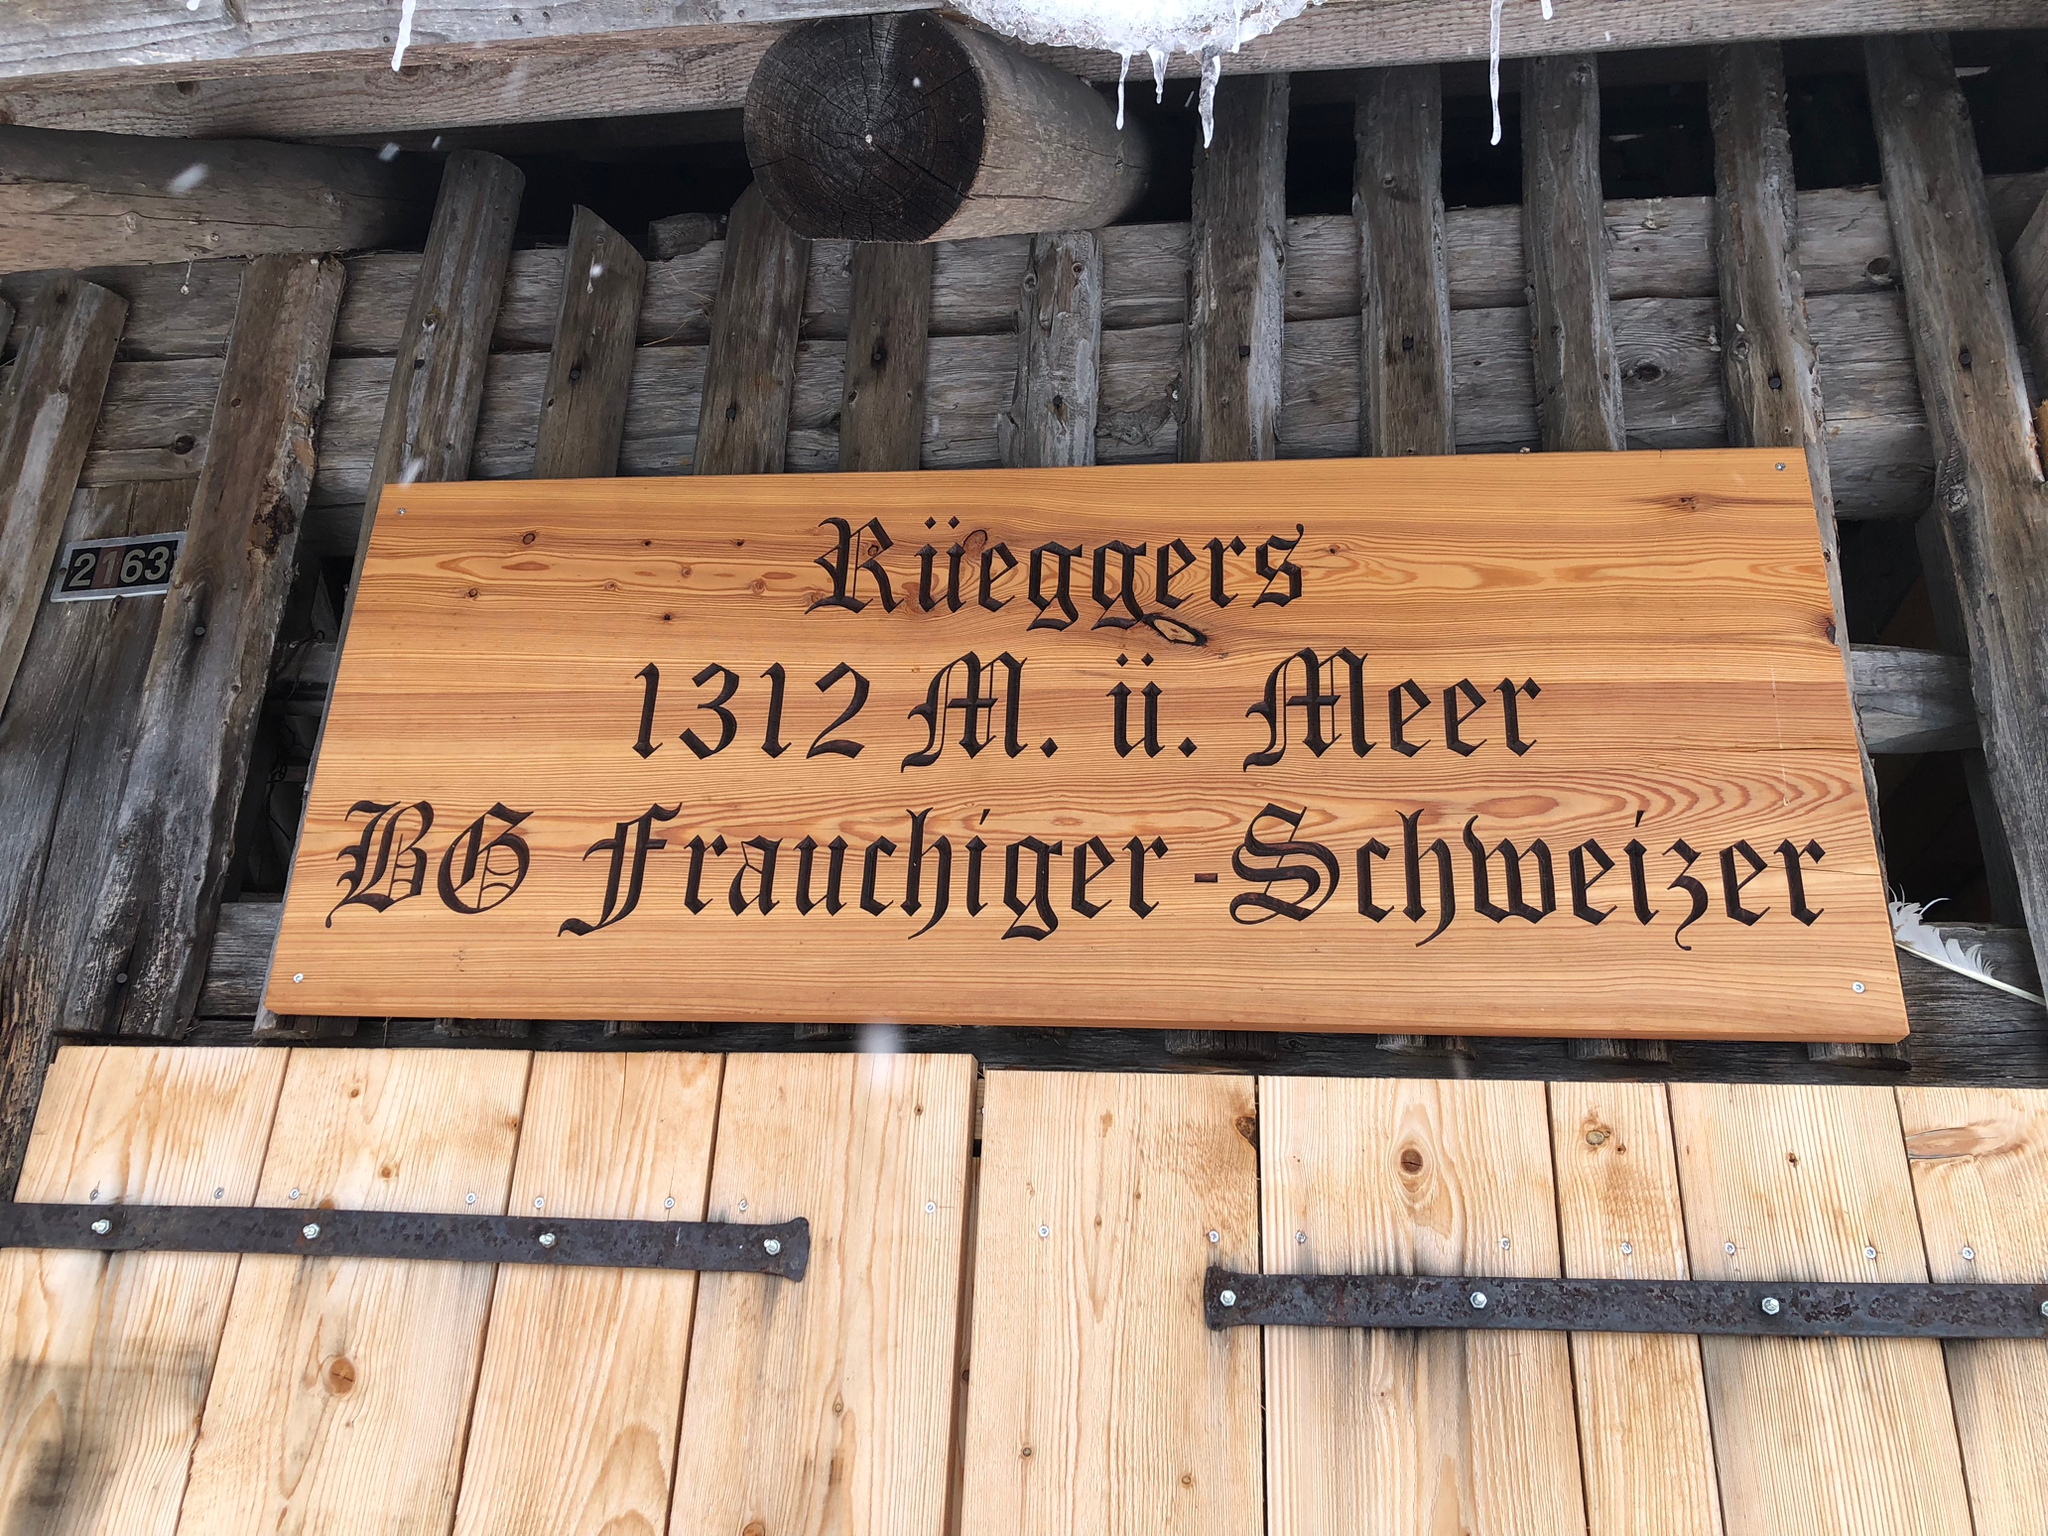 2163
Rüeggers
1312 M. ü. Meer
BG Frauchiger-Schweizer